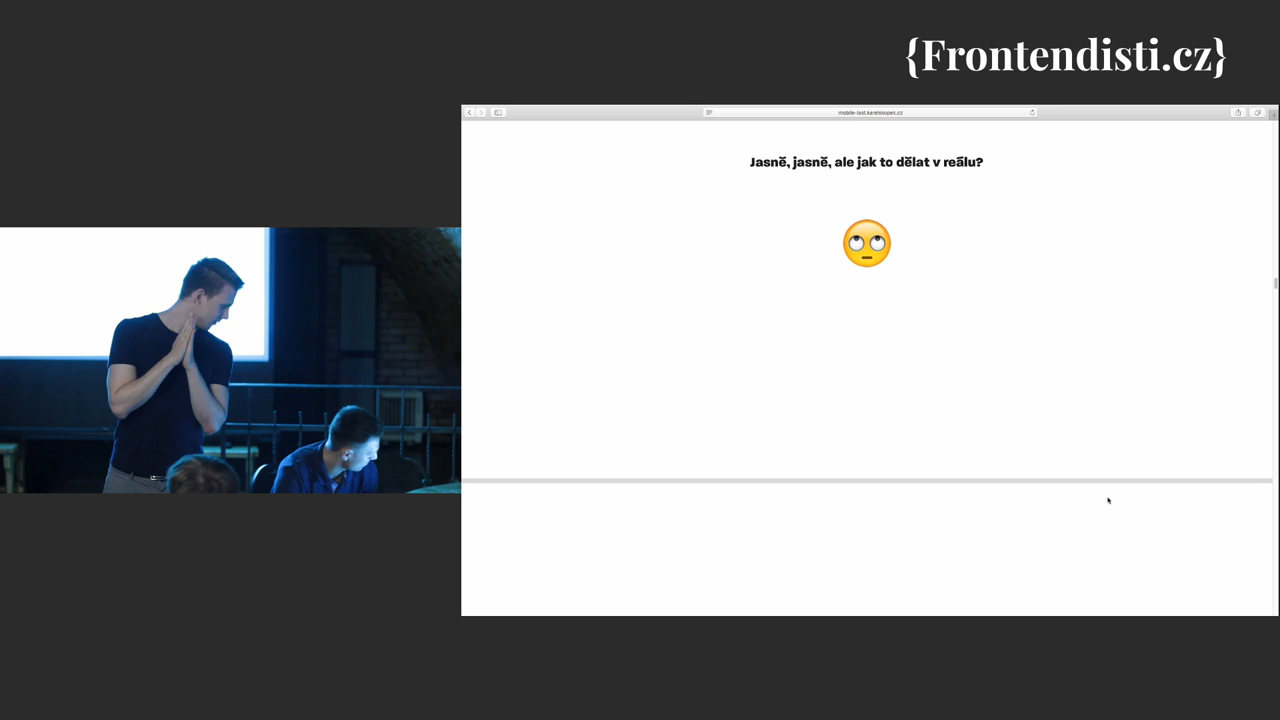 {Frontendisti.cz}
mobile-last.karelskopek.cz
Jasně, jasně, ale jak to dělat v reálu?